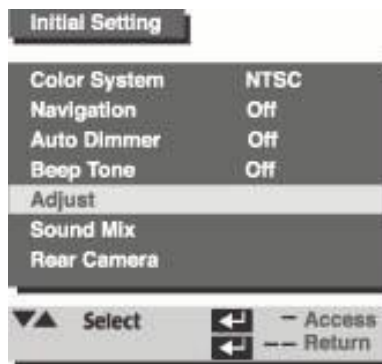 Initial Setting
Color System NTSC
Navigation Off
Auto Dimmer Off
Beep Tone Off
Adjust
Sound Mix
Rear Camera
▼▲ Select ↵ – Access
↵ –– Return